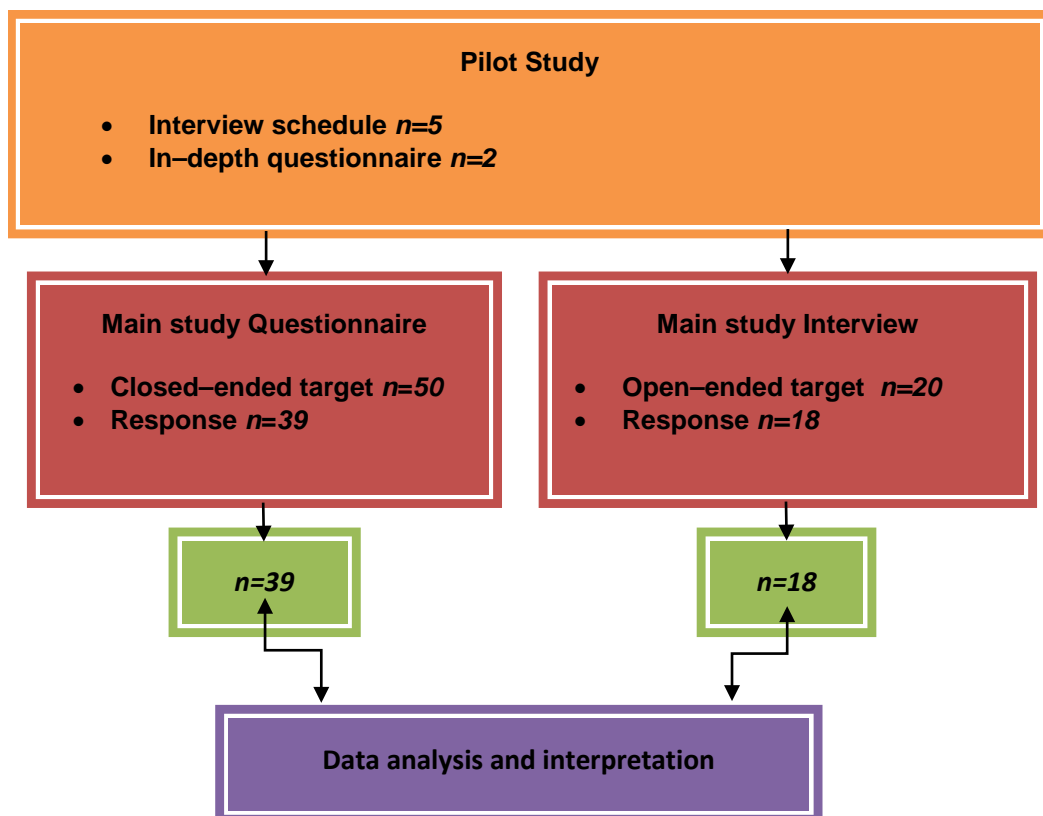 Pilot Study
• Interview schedule n=5
• In–depth questionnaire n=2
Main study Questionnaire
• Closed–ended target n=50
• Response n=39
Main study Interview
• Open–ended target  n=20
• Response n=18
n=39
n=18
Data analysis and interpretation